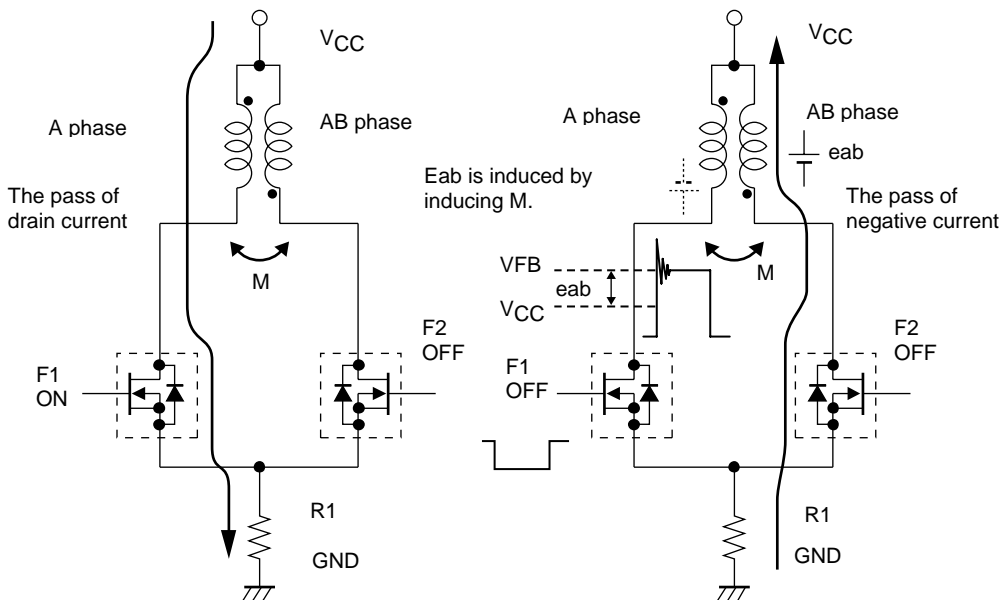 VCC
A phase
AB phase
The pass of
drain current
M
F1
ON
F2
OFF
R1
GND
VCC
A phase
AB phase
eab
Eab is induced by
inducing M.
The pass of
negative current
M
VFB
eab
VCC
F1
OFF
F2
OFF
R1
GND